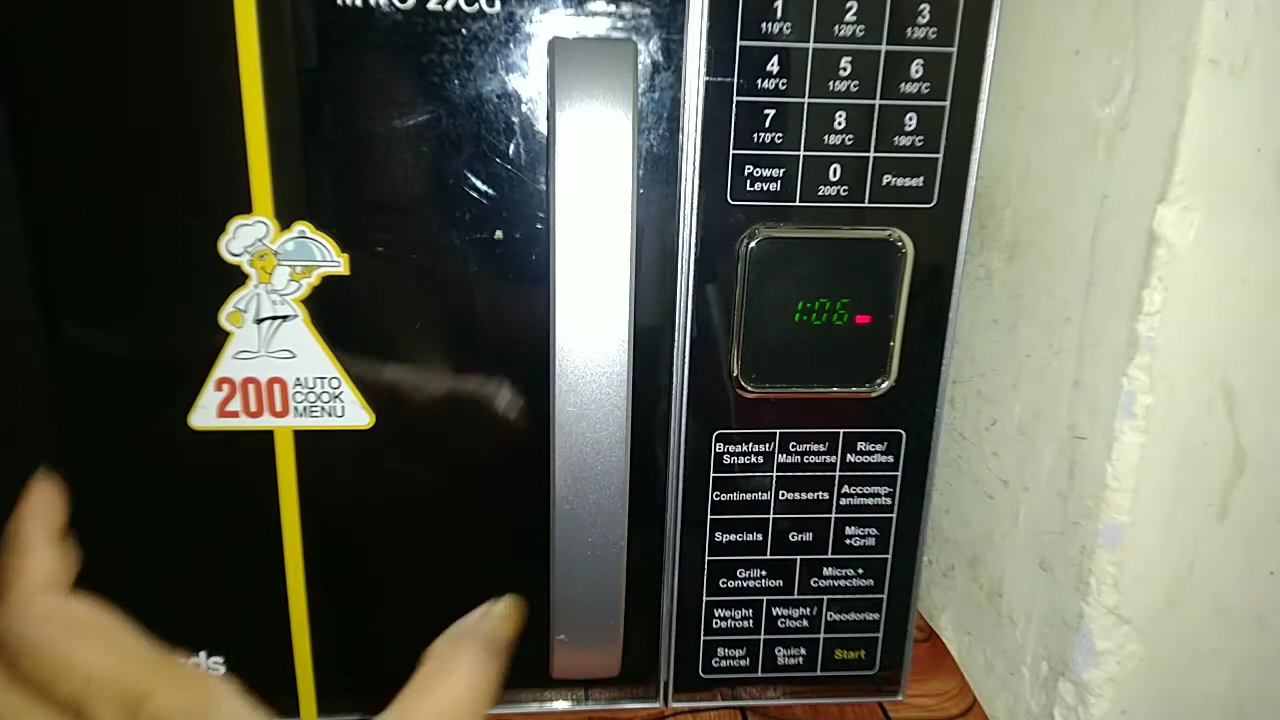 MWO 29CG
1 2 3
110°C 120°C 130°C
4 5 6
140°C 150°C 160°C
7 8 9
170°C 180°C 190°C
Power
Level
0
200°C
Preset
1:06
200 AUTO
COOK
MENU
Breakfast/
Snacks
Curries/
Main course
Rice/
Noodles
Continental
Desserts
Accomp-
animents
Specials
Grill
Micro.
+Grill
Grill+
Convection
Micro.+
Convection
Weight
Defrost
Weight /
Clock
Deodorize
Stop/
Cancel
Quick
Start
Start